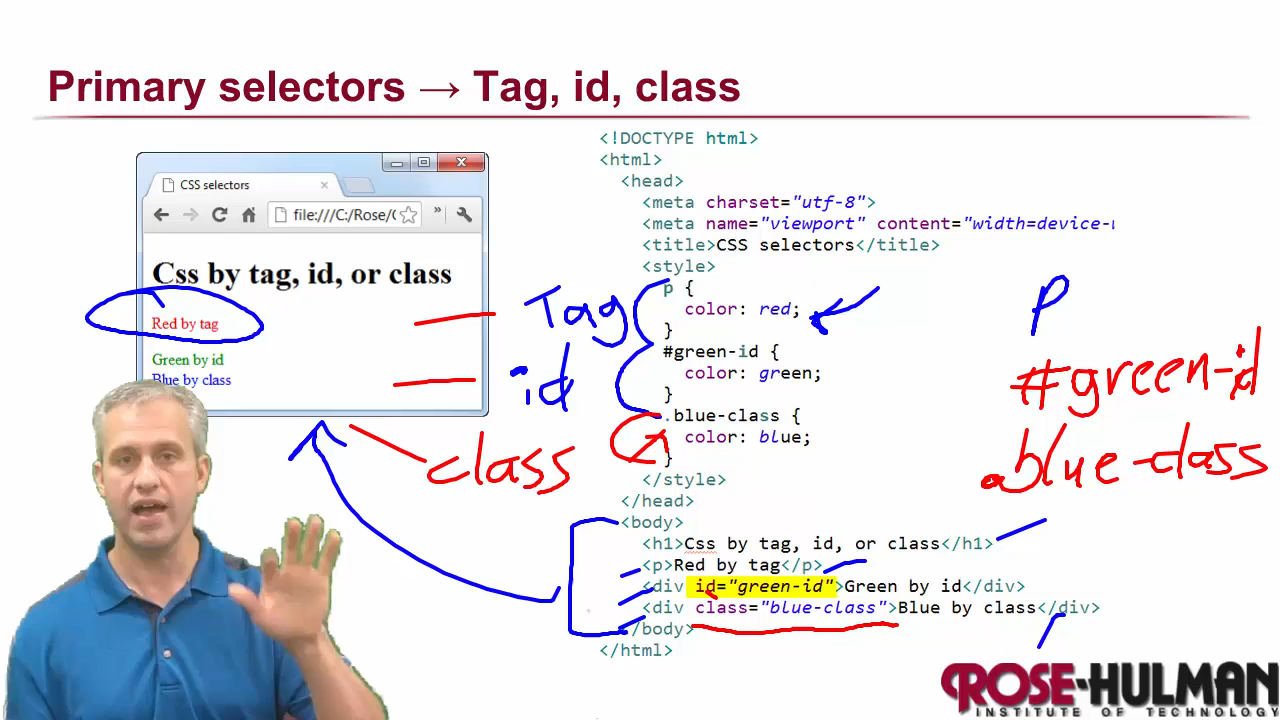 Primary selectors → Tag, id, class
CSS selectors
file:///C:/Rose/C
Css by tag, id, or class
Red by tag
Green by id
Blue by class
Tag
id
class
<!DOCTYPE html>
<html>
<head>
<meta charset="utf-8">
<meta name="viewport" content="width=device-
<title>CSS selectors</title>
<style>
p {
color: red;
}
#green-id {
color: green;
}
.blue-class {
color: blue;
}
</style>
</head>
<body>
<h1>Css by tag, id, or class</h1>
<p>Red by tag</p>
<div id="green-id">Green by id</div>
<div class="blue-class">Blue by class</div>
</body>
</html>
p
#green-id
.blue-class
ROSE-HULMAN
INSTITUTE OF TECHNOLOGY